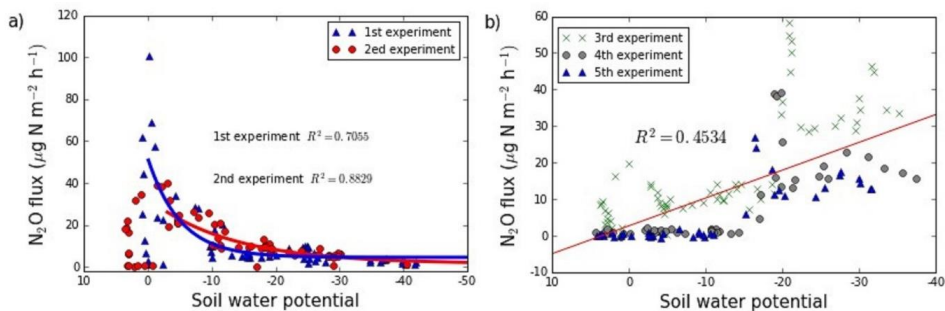 a)
N₂O flux (μg N m⁻² h⁻¹)
120
100
80
60
40
20
0
10
0
-10
-20
-30
-40
-50
Soil water potential
1st experiment
2ed experiment
1st experiment R² = 0.7055
2nd experiment R² = 0.8829
b)
N₂O flux (μg N m⁻² h⁻¹)
60
50
40
30
20
10
0
-10
10
0
-10
-20
-30
-40
Soil water potential
3rd experiment
4th experiment
5th experiment
R² = 0.4534